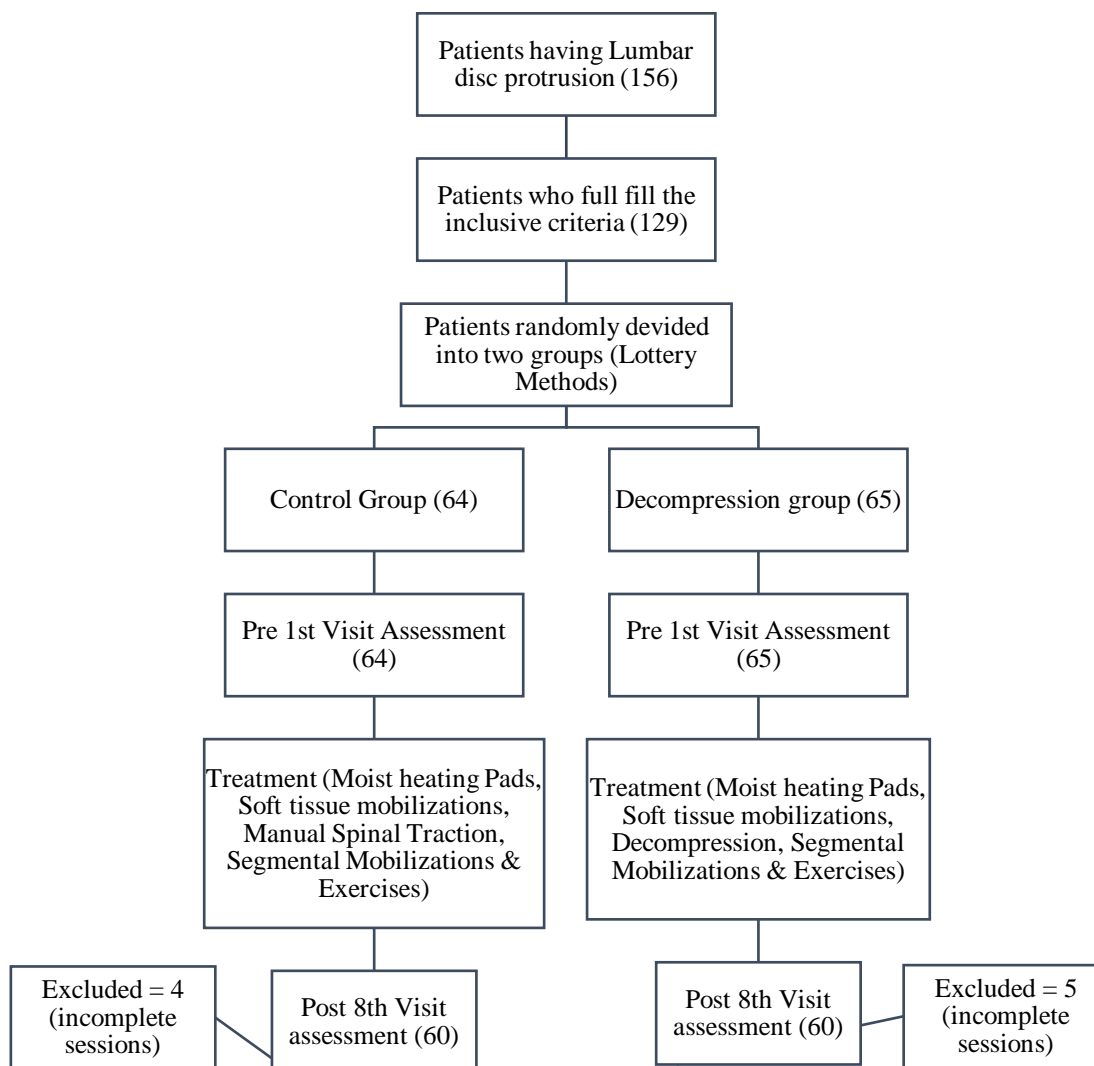 Patients having Lumbar
disc protrusion (156)
Patients who full fill the
inclusive criteria (129)
Patients randomly devided
into two groups (Lottery
Methods)
Control Group (64)
Decompression group (65)
Pre 1st Visit Assessment
(64)
Pre 1st Visit Assessment
(65)
Treatment (Moist heating Pads,
Soft tissue mobilizations,
Manual Spinal Traction,
Segmental Mobilizations &
Exercises)
Treatment (Moist heating Pads,
Soft tissue mobilizations,
Decompression, Segmental
Mobilizations & Exercises)
Excluded = 4
(incomplete
sessions)
Post 8th Visit
assessment (60)
Post 8th Visit
assessment (60)
Excluded = 5
(incomplete
sessions)